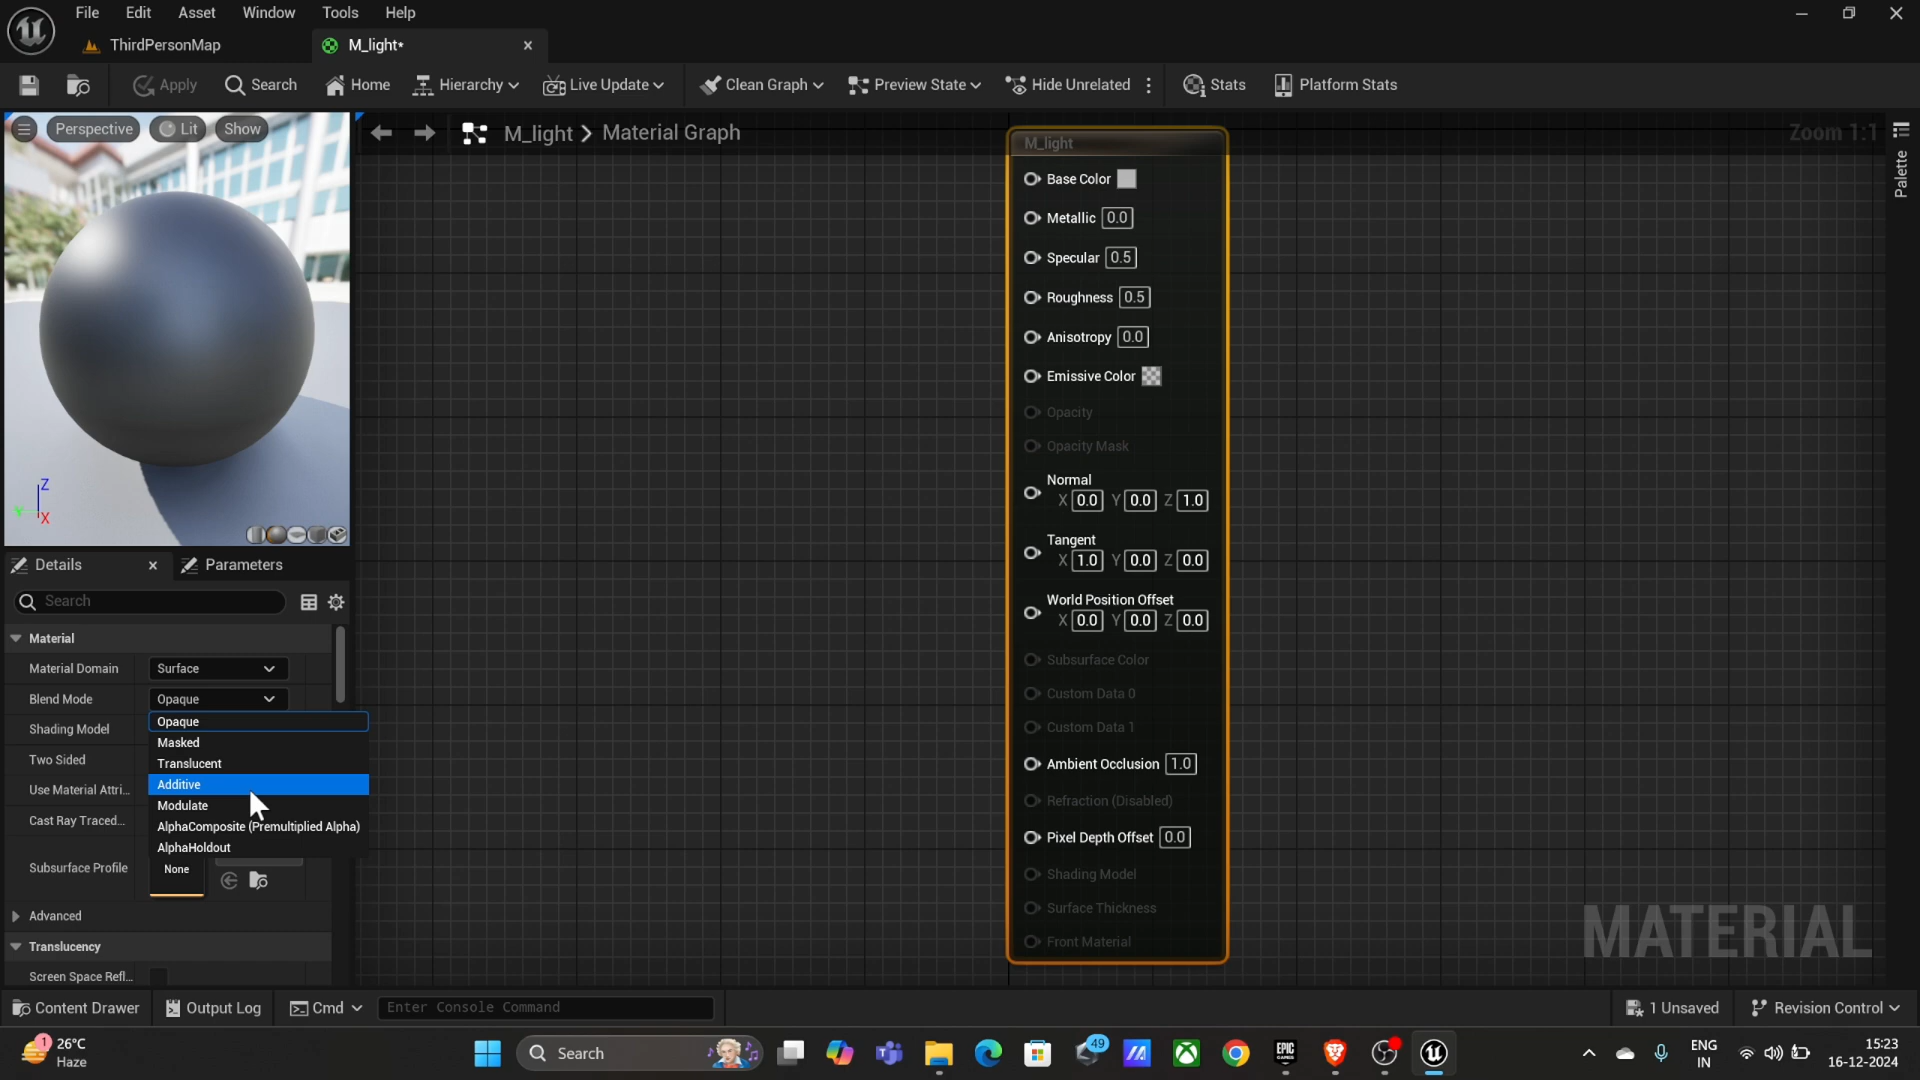 File Edit Asset Window Tools Help
ThirdPersonMap
M_light*
Apply Search Home Hierarchy Live Update Clean Graph Preview State Hide Unrelated Stats Platform Stats
Perspective Lit Show
M_light > Material Graph
Zoom 1:1
Palette
Z
Y
X
M_light
Base Color
Metallic 0.0
Specular 0.5
Roughness 0.5
Anisotropy 0.0
Emissive Color
Opacity
Opacity Mask
Normal
X 0.0 Y 0.0 Z 1.0
Tangent
X 1.0 Y 0.0 Z 0.0
World Position Offset
X 0.0 Y 0.0 Z 0.0
Subsurface Color
Custom Data 0
Custom Data 1
Ambient Occlusion 1.0
Refraction (Disabled)
Pixel Depth Offset 0.0
Shading Model
Surface Thickness
Front Material
MATERIAL
Details Parameters
Search
Material
Material Domain Surface
Blend Mode Opaque
Shading Model
Two Sided
Use Material Attri...
Cast Ray Traced...
Subsurface Profile
Opaque
Masked
Translucent
Additive
Modulate
AlphaComposite (Premultiplied Alpha)
AlphaHoldout
None
Advanced
Translucency
Screen Space Refl...
Content Drawer Output Log Cmd Enter Console Command 1 Unsaved Revision Control
1
26°C
Haze
Search
49
EPIC GAMES
ENG
IN
15:23
16-12-2024